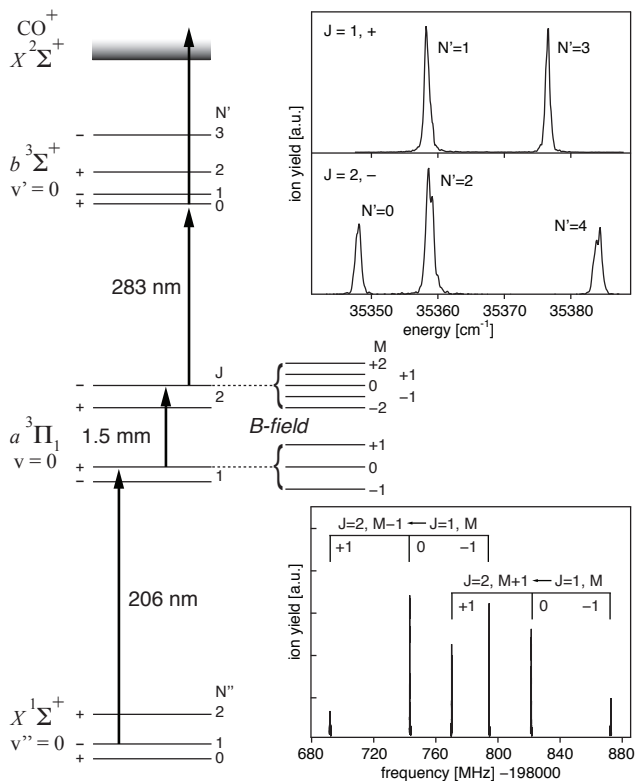 CO⁺
X ²Σ⁺
N'
3
2
1
0
b ³Σ⁺
v' = 0
− + − +
283 nm
J
2
1
a ³Π₁
v = 0
− + + −
1.5 mm
206 nm
X ¹Σ⁺
v'' = 0
N''
2
1
0
+ − +
M
+2
+1
0
−1
−2
B-field
+1
0
−1
J = 1, +
N'=1
N'=3
J = 2, −
N'=0
N'=2
N'=4
ion yield [a.u.]
35350 35360 35370 35380
energy [cm⁻¹]
J=2, M−1 ← J=1, M
+1 0 −1
J=2, M+1 ← J=1, M
+1 0 −1
ion yield [a.u.]
680 720 760 800 840 880
frequency [MHz] −198000